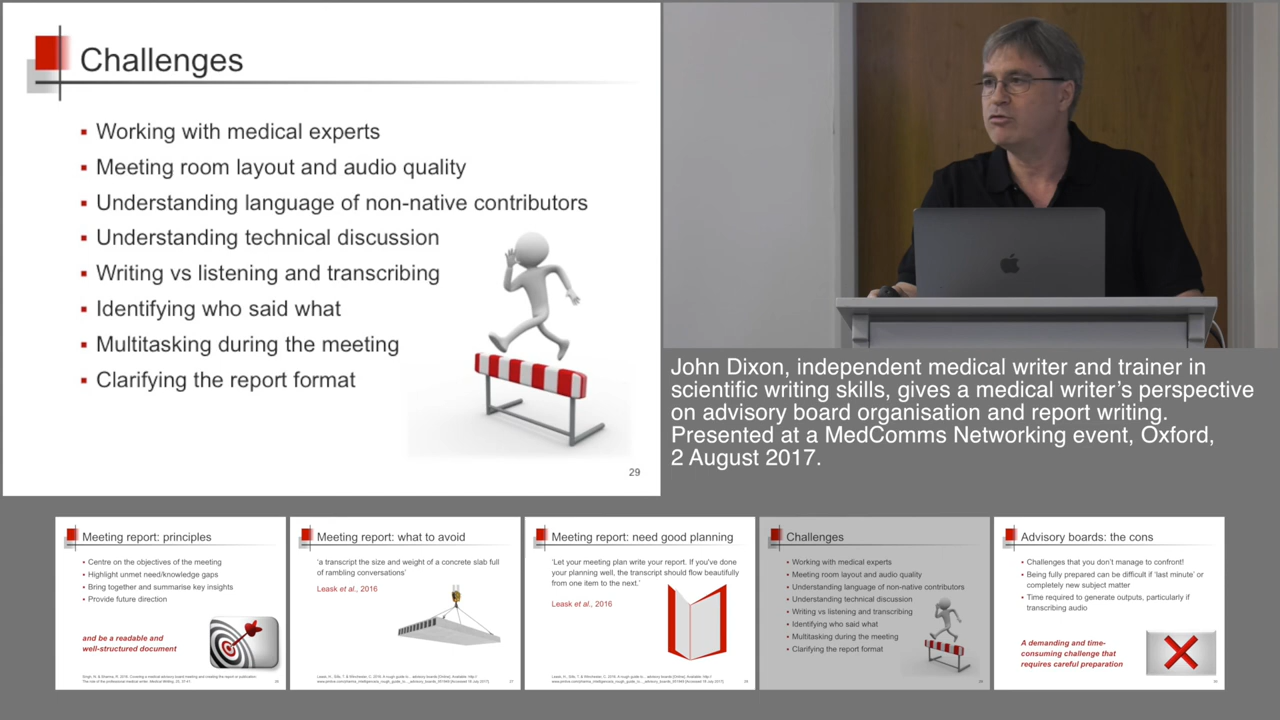 Challenges
Working with medical experts
Meeting room layout and audio quality
Understanding language of non-native contributors
Understanding technical discussion
Writing vs listening and transcribing
Identifying who said what
Multitasking during the meeting
Clarifying the report format
29
John Dixon, independent medical writer and trainer in
scientific writing skills, gives a medical writer's perspective
on advisory board organisation and report writing.
Presented at a MedComms Networking event, Oxford,
2 August 2017.
Meeting report: principles
Centre on the objectives of the meeting
Highlight unmet need/knowledge gaps
Bring together and summarise key insights
Provide future direction
and be a readable and
well-structured document
Meeting report: what to avoid
'a transcript the size and weight of a concrete slab full
of rambling conversations'
Leask et al., 2016
Meeting report: need good planning
'Let your meeting plan write your report. If you've done
your planning well, the transcript should flow beautifully
from one item to the next.'
Leask et al., 2016
Challenges
Working with medical experts
Meeting room layout and audio quality
Understanding language of non-native contributors
Understanding technical discussion
Writing vs listening and transcribing
Identifying who said what
Multitasking during the meeting
Clarifying the report format
Advisory boards: the cons
Challenges that you don't manage to confront!
Being fully prepared can be difficult if 'last minute' or
completely new subject matter
Time required to generate outputs, particularly if
transcribing audio
A demanding and time-
consuming challenge that
requires careful preparation